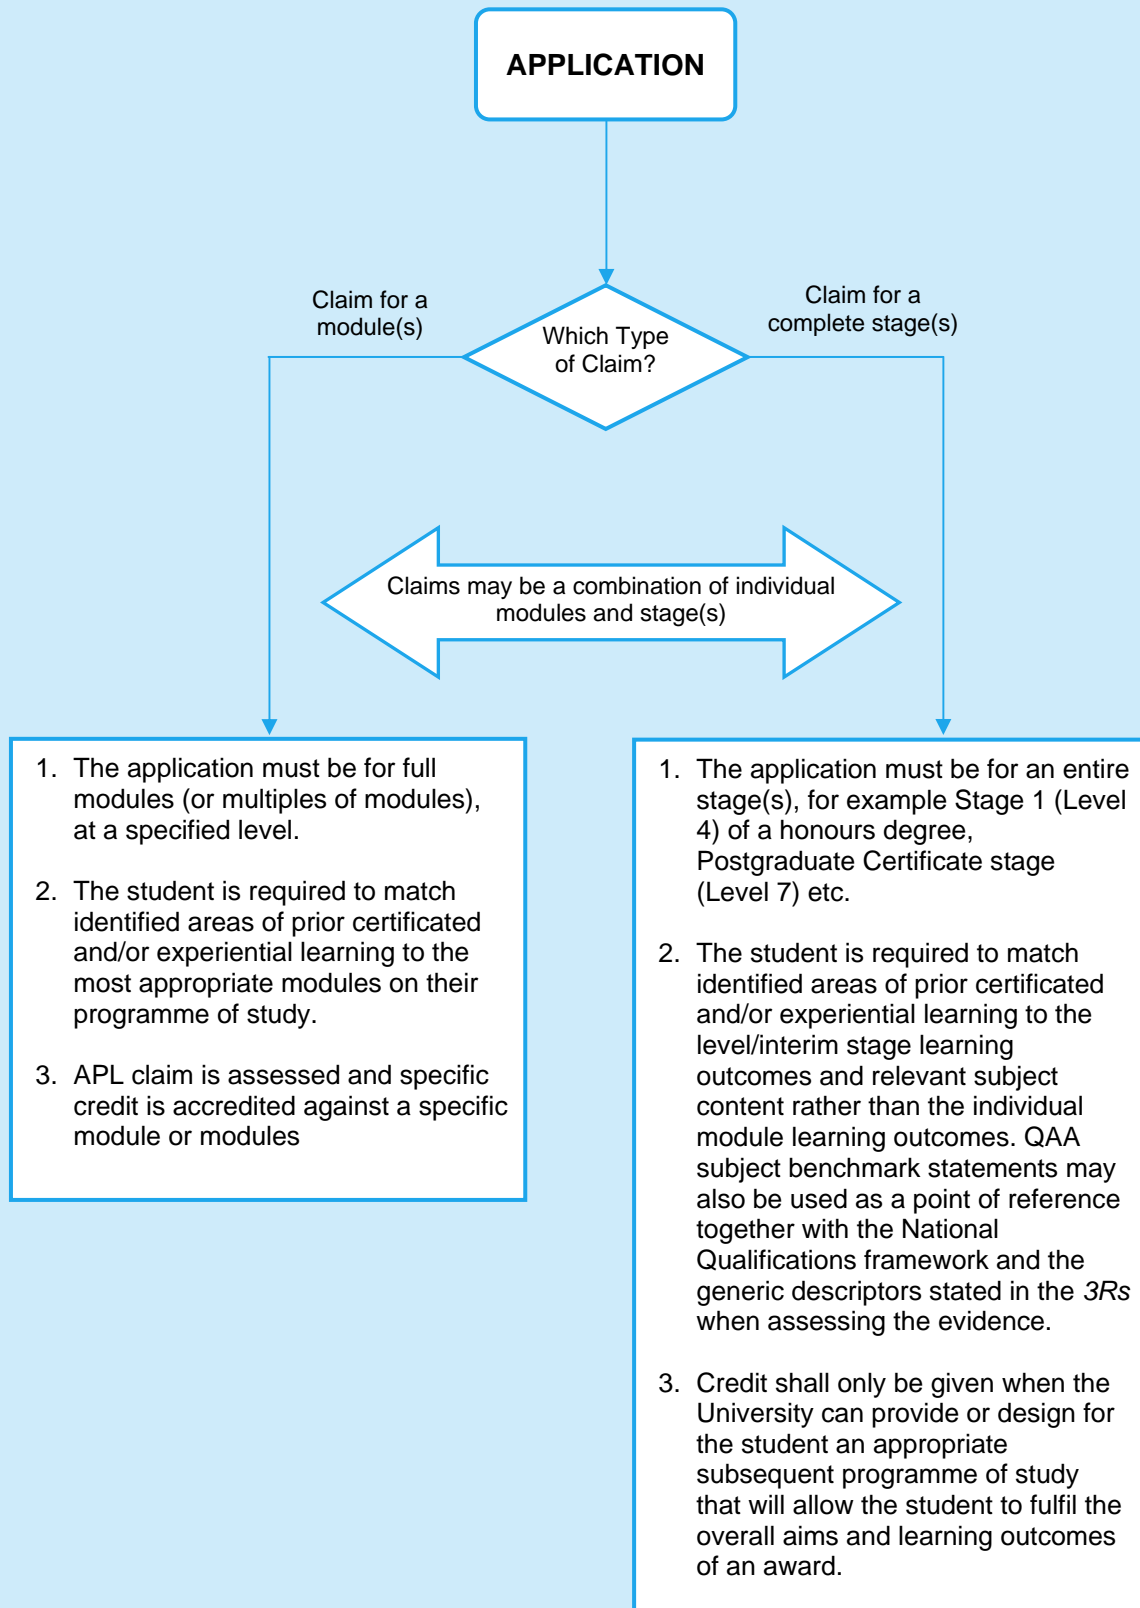 APPLICATION
Claim for a
module(s)
Which Type
of Claim?
Claim for a
complete stage(s)
Claims may be a combination of individual
modules and stage(s)
1. The application must be for full
modules (or multiples of modules),
at a specified level.
2. The student is required to match
identified areas of prior certificated
and/or experiential learning to the
most appropriate modules on their
programme of study.
3. APL claim is assessed and specific
credit is accredited against a specific
module or modules
1. The application must be for an entire
stage(s), for example Stage 1 (Level
4) of a honours degree,
Postgraduate Certificate stage
(Level 7) etc.
2. The student is required to match
identified areas of prior certificated
and/or experiential learning to the
level/interim stage learning
outcomes and relevant subject
content rather than the individual
module learning outcomes. QAA
subject benchmark statements may
also be used as a point of reference
together with the National
Qualifications framework and the
generic descriptors stated in the 3Rs
when assessing the evidence.
3. Credit shall only be given when the
University can provide or design for
the student an appropriate
subsequent programme of study
that will allow the student to fulfil the
overall aims and learning outcomes
of an award.